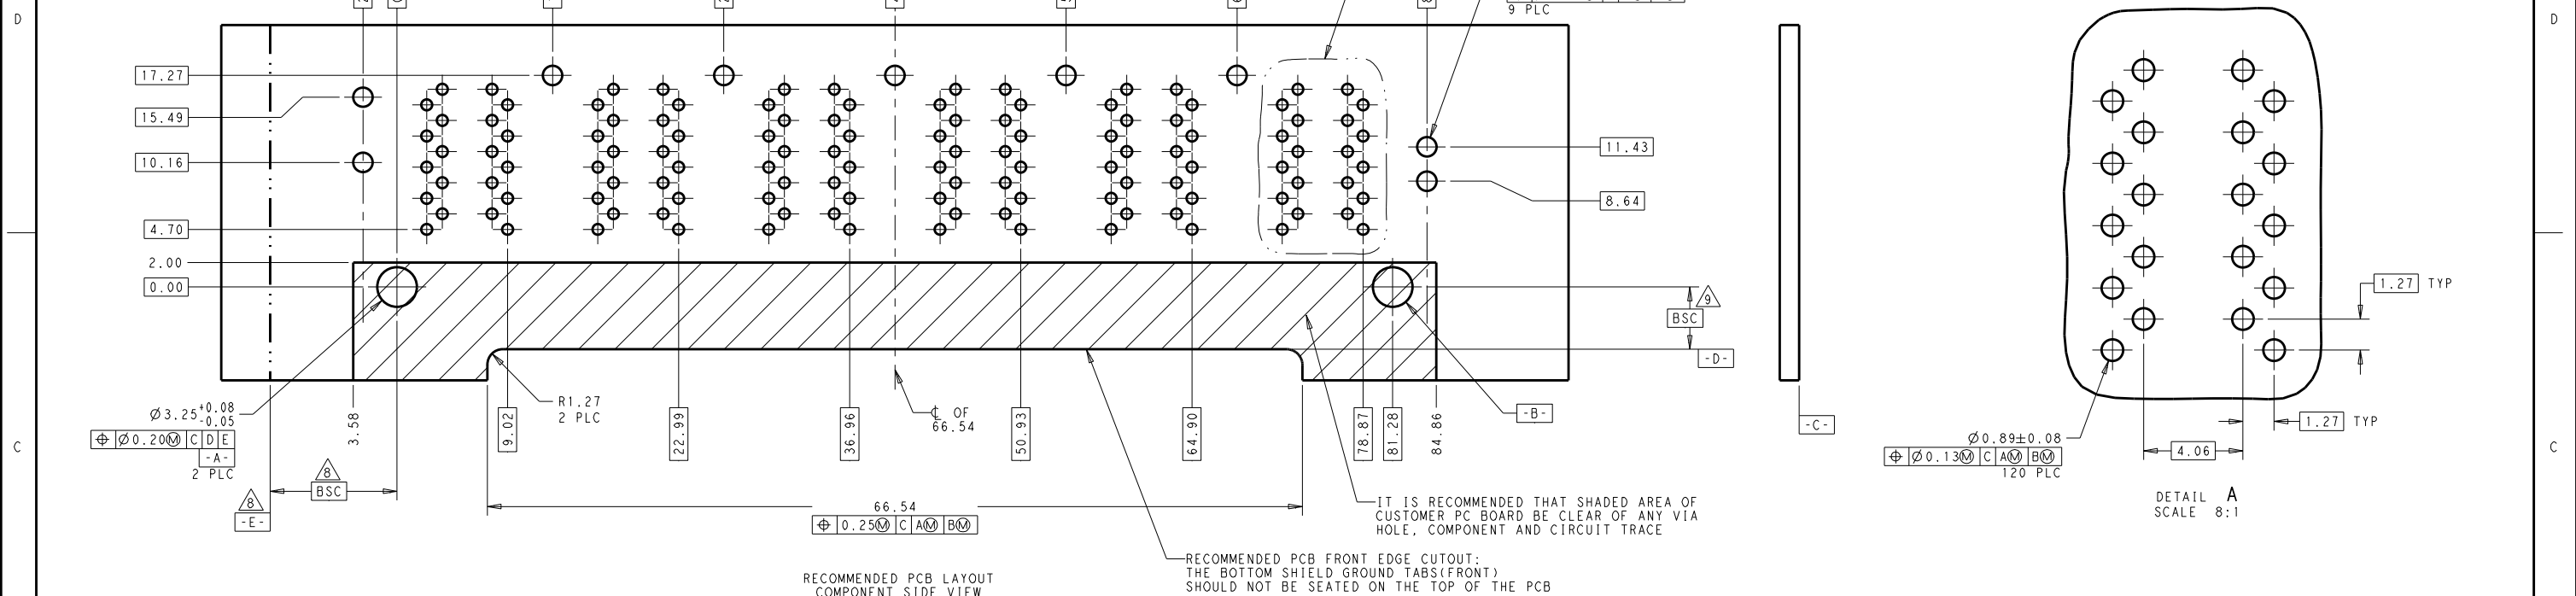 D
D
9 PLC
17.27
15.49
10.16
4.70
2.00
0.00
11.43
8.64
9
BSC
-D-
1.27 TYP
Ø3.25 +0.08 -0.05
⌖ Ø0.20Ⓜ C D E
-A-
2 PLC
3.58
R1.27
2 PLC
9.02
22.99
36.96
℄ OF
66.54
50.93
64.90
78.87
81.28
84.86
-B-
-C-
1.27 TYP
4.06
Ø0.89±0.08
⌖ Ø0.13Ⓜ C AⓂ BⓂ
120 PLC
C
C
8
BSC
8
-E-
66.54
⌖ 0.25Ⓜ C AⓂ BⓂ
IT IS RECOMMENDED THAT SHADED AREA OF
CUSTOMER PC BOARD BE CLEAR OF ANY VIA
HOLE, COMPONENT AND CIRCUIT TRACE
DETAIL A
SCALE 8:1
RECOMMENDED PCB FRONT EDGE CUTOUT:
THE BOTTOM SHIELD GROUND TABS(FRONT)
SHOULD NOT BE SEATED ON THE TOP OF THE PCB
RECOMMENDED PCB LAYOUT
COMPONENT SIDE VIEW